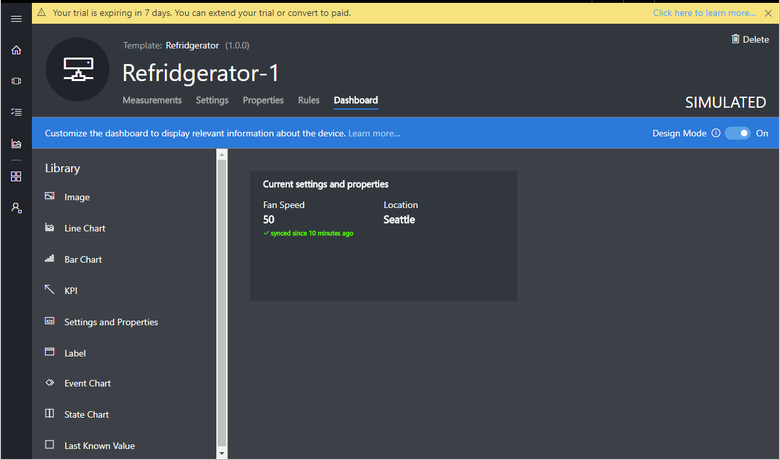 Your trial is expiring in 7 days. You can extend your trial or convert to paid. Click here to learn more...
Template: Refridgerator (1.0.0)
Delete
Refridgerator-1
Measurements Settings Properties Rules Dashboard
SIMULATED
Customize the dashboard to display relevant information about the device. Learn more... Design Mode On
Library
Image
Line Chart
Bar Chart
KPI
Settings and Properties
Label
Event Chart
State Chart
Last Known Value
Current settings and properties
Fan Speed Location
50 Seattle
synced since 10 minutes ago